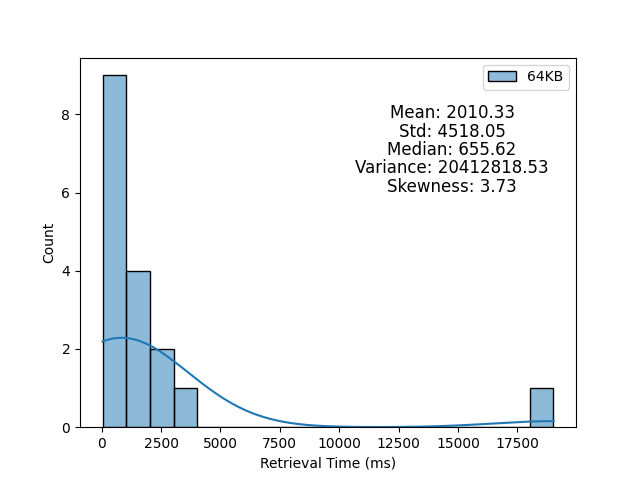 64KB
Mean: 2010.33
Std: 4518.05
Median: 655.62
Variance: 20412818.53
Skewness: 3.73
8
6
4
2
0
Count
0 2500 5000 7500 10000 12500 15000 17500
Retrieval Time (ms)